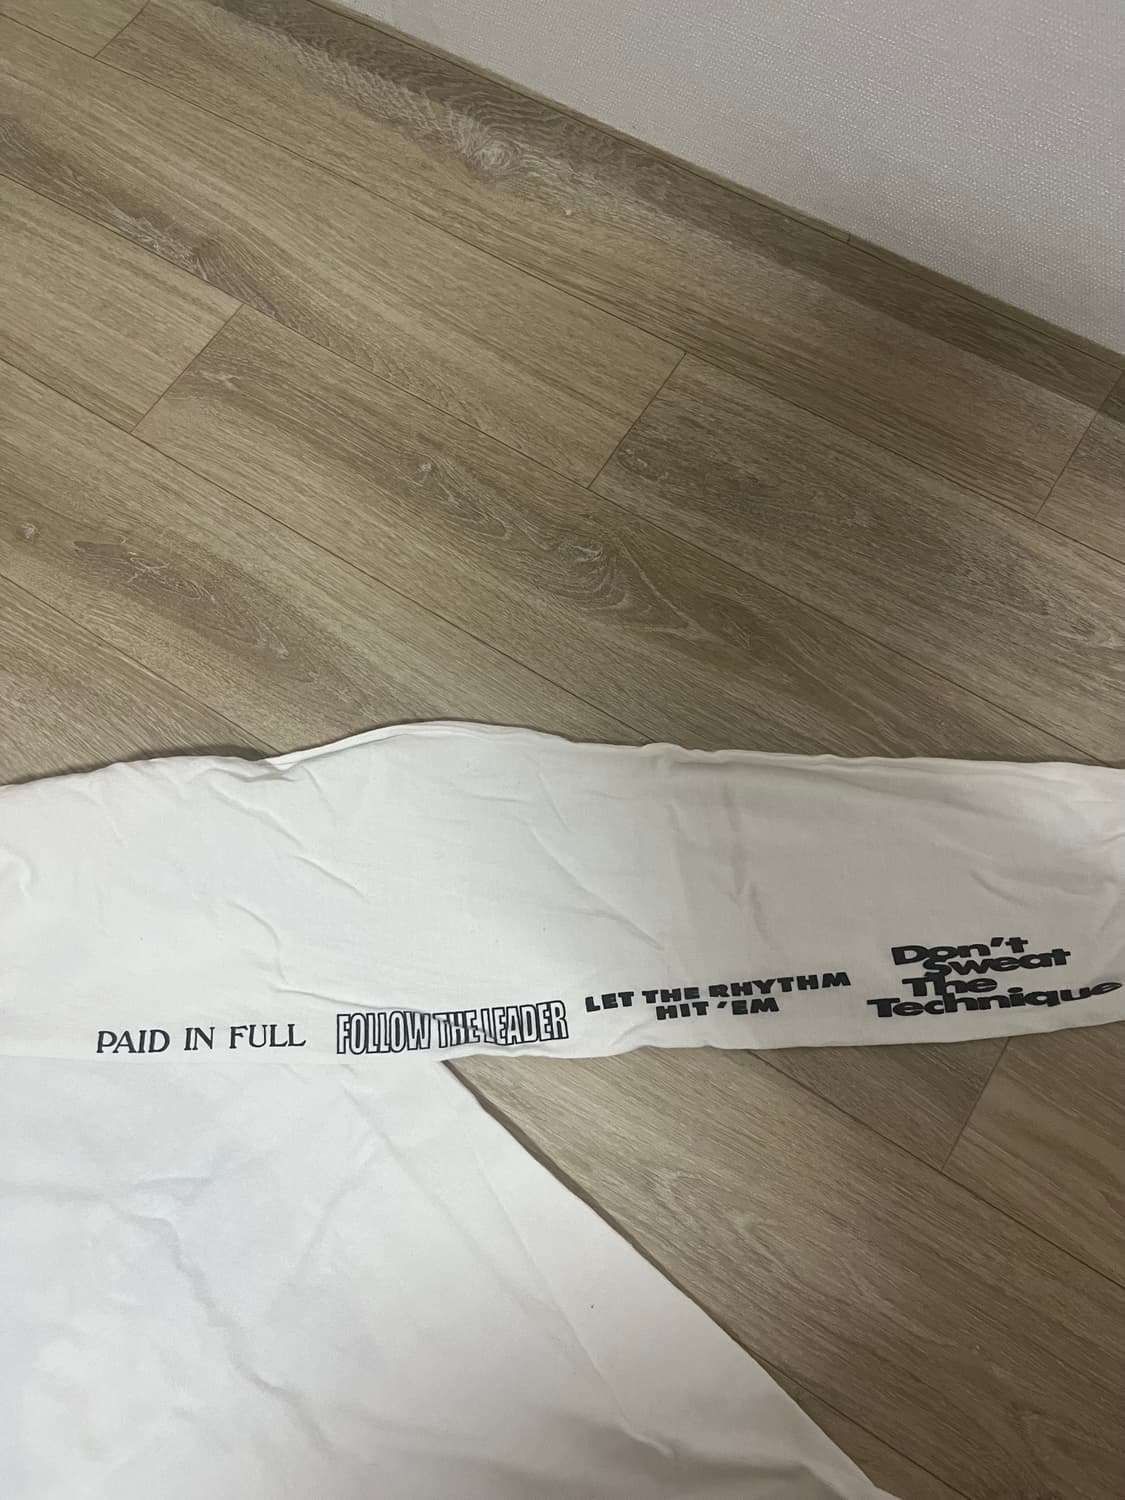 PAID IN FULL
FOLLOW THE LEADER
LET THE RHYTHM
HIT 'EM
Don't
Sweat
The
Technique